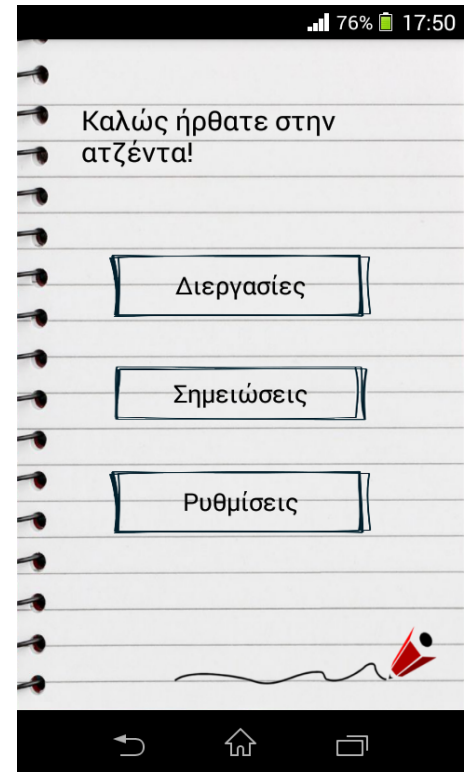 76% 17:50
Καλώς ήρθατε στην
ατζέντα!
Διεργασίες
Σημειώσεις
Ρυθμίσεις